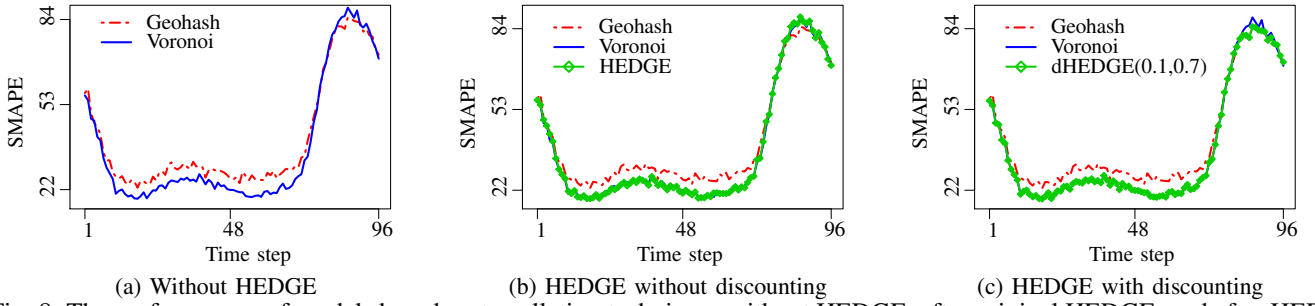 SMAPE
84
53
22
Geohash
Voronoi
1
48
96
Time step
(a) Without HEDGE
SMAPE
84
53
22
Geohash
Voronoi
HEDGE
1
48
96
Time step
(b) HEDGE without discounting
SMAPE
84
53
22
Geohash
Voronoi
dHEDGE(0.1,0.7)
1
48
96
Time step
(c) HEDGE with discounting